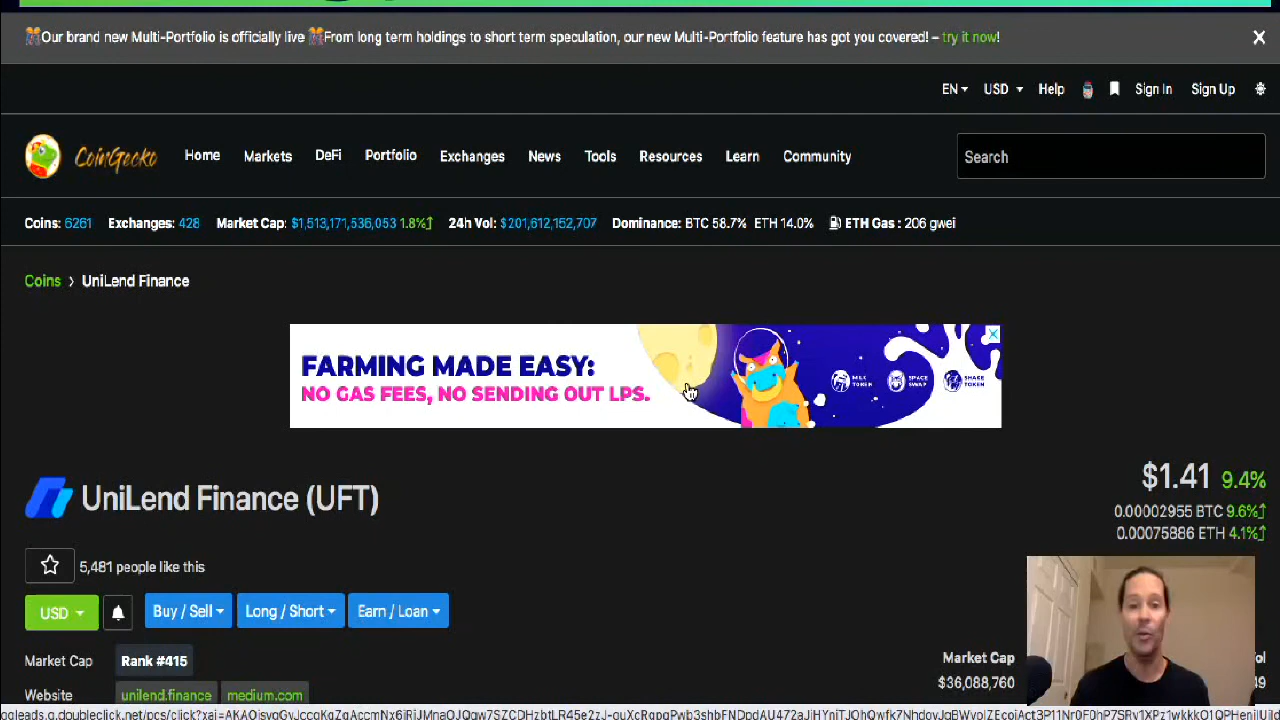 🎊Our brand new Multi-Portfolio is officially live 🎊From long term holdings to short term speculation, our new Multi-Portfolio feature has got you covered! – try it now!
EN USD Help Sign In Sign Up
CoinGecko Home Markets DeFi Portfolio Exchanges News Tools Resources Learn Community Search
Coins: 6261 Exchanges: 428 Market Cap: $1,513,171,536,053 1.8% 24h Vol: $201,612,152,707 Dominance: BTC 58.7% ETH 14.0% ETH Gas : 206 gwei
Coins › UniLend Finance
FARMING MADE EASY:
NO GAS FEES, NO SENDING OUT LPS.
MILK TOKEN SPACE SWAP SHAKE TOKEN
UniLend Finance (UFT) $1.41 9.4%
0.00002955 BTC 9.6%
0.00075886 ETH 4.1%
5,481 people like this
USD Buy / Sell Long / Short Earn / Loan
Market Cap Rank #415 Market Cap
$36,088,760
Website unilend.finance medium.com